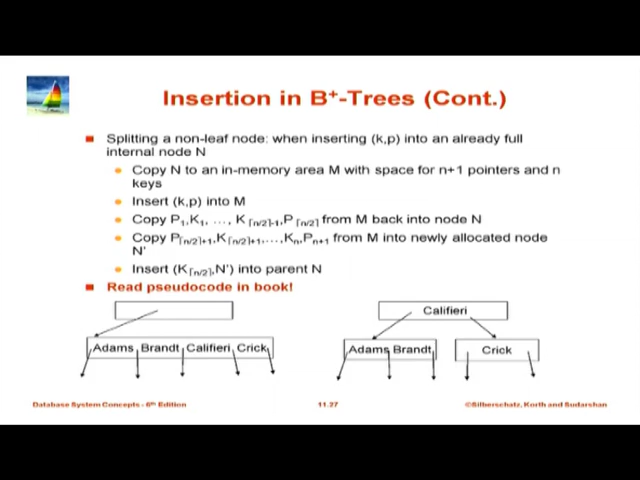 Insertion in B⁺-Trees (Cont.)
Splitting a non-leaf node: when inserting (k,p) into an already full
internal node N
Copy N to an in-memory area M with space for n+1 pointers and n
keys
Insert (k,p) into M
Copy P₁,K₁, …, K⌈n/2⌉-1,P⌈n/2⌉ from M back into node N
Copy P⌈n/2⌉+1,K⌈n/2⌉+1,…,Kn,Pn+1 from M into newly allocated node
N'
Insert (K⌈n/2⌉,N') into parent N
Read pseudocode in book!
Califieri
Adams Brandt Califieri Crick
Adams Brandt
Crick
Database System Concepts - 6th Edition
11.27
©Silberschatz, Korth and Sudarshan